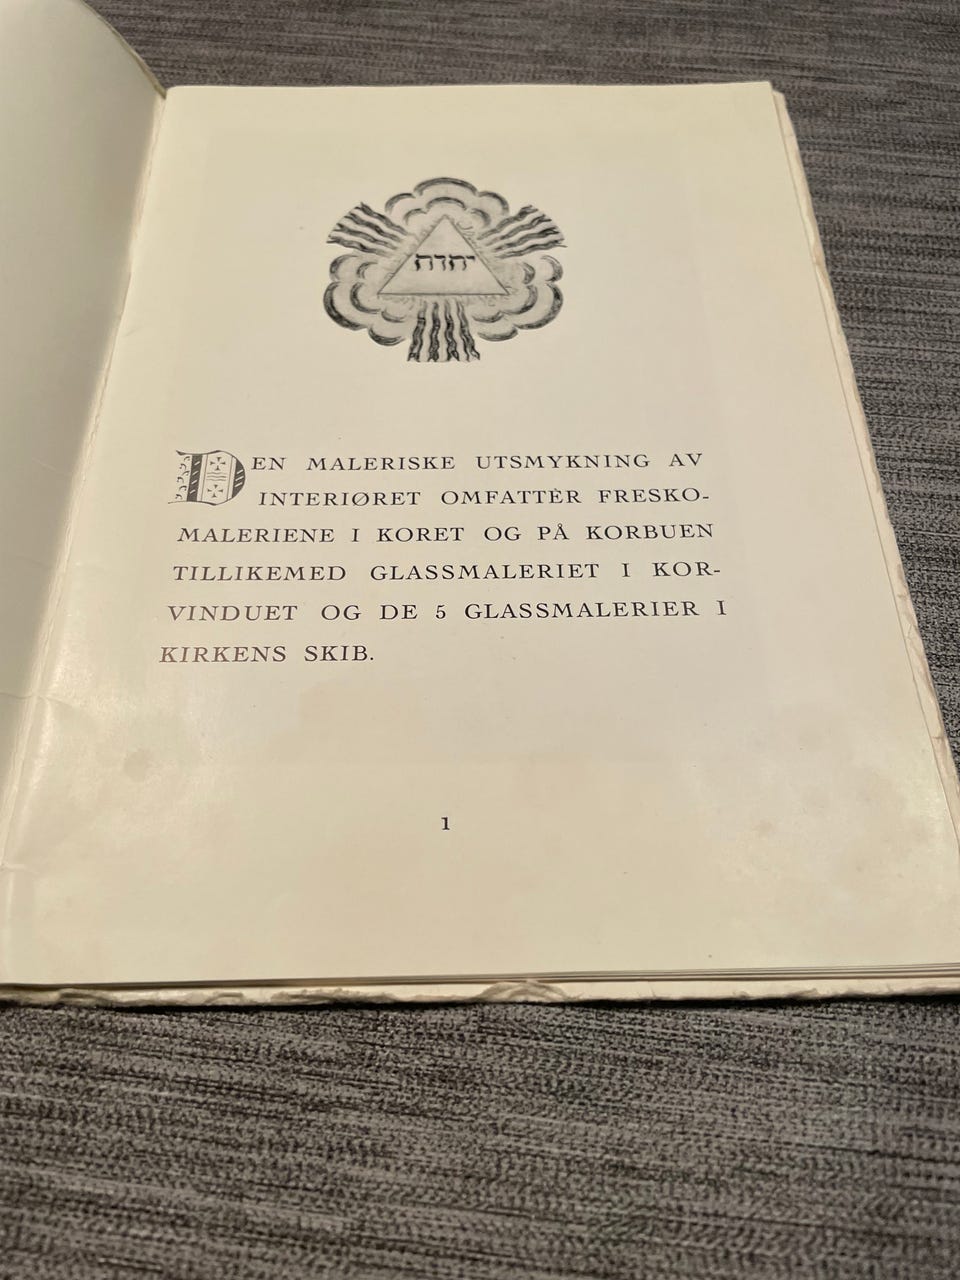 יהוה
DEN MALERISKE UTSMYKNING AV
INTERIØRET OMFATTER FRESKO-
MALERIENE I KORET OG PÅ KORBUEN
TILLIKEMED GLASSMALERIET I KOR-
VINDUET OG DE 5 GLASSMALERIER I
KIRKENS SKIB.
1